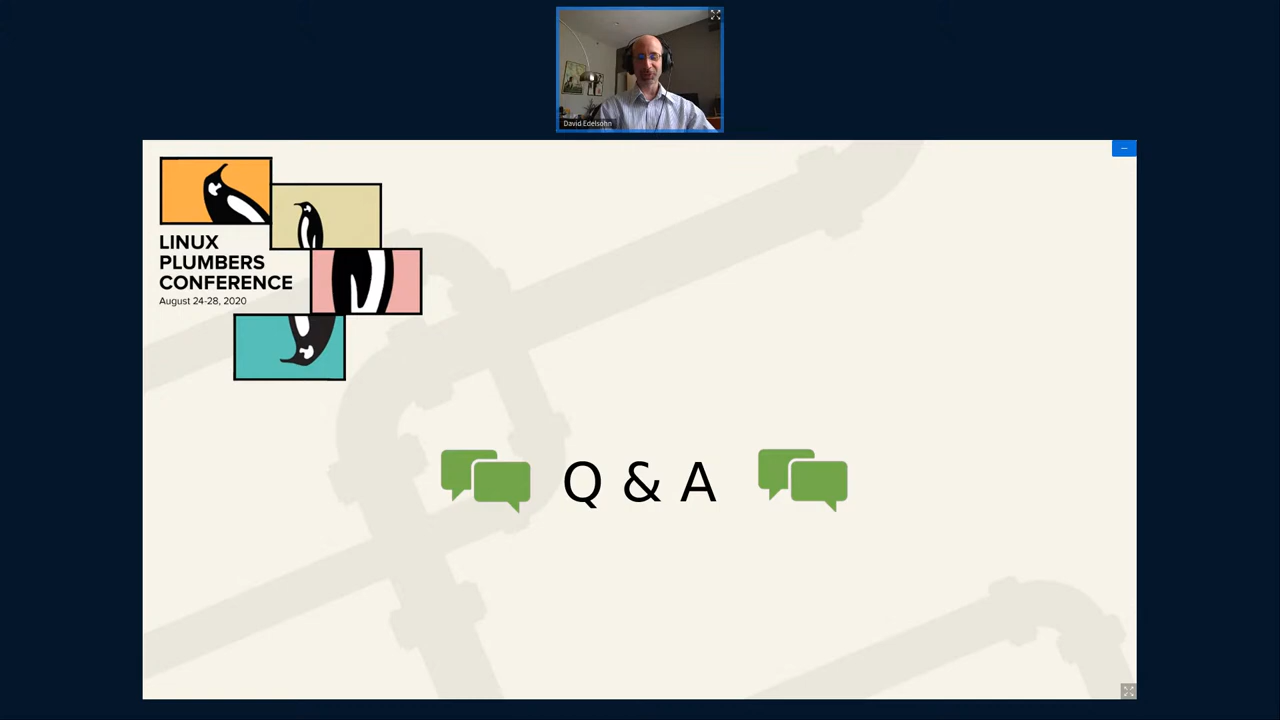 David Edelsohn
LINUX
PLUMBERS
CONFERENCE
August 24-28, 2020
Q & A